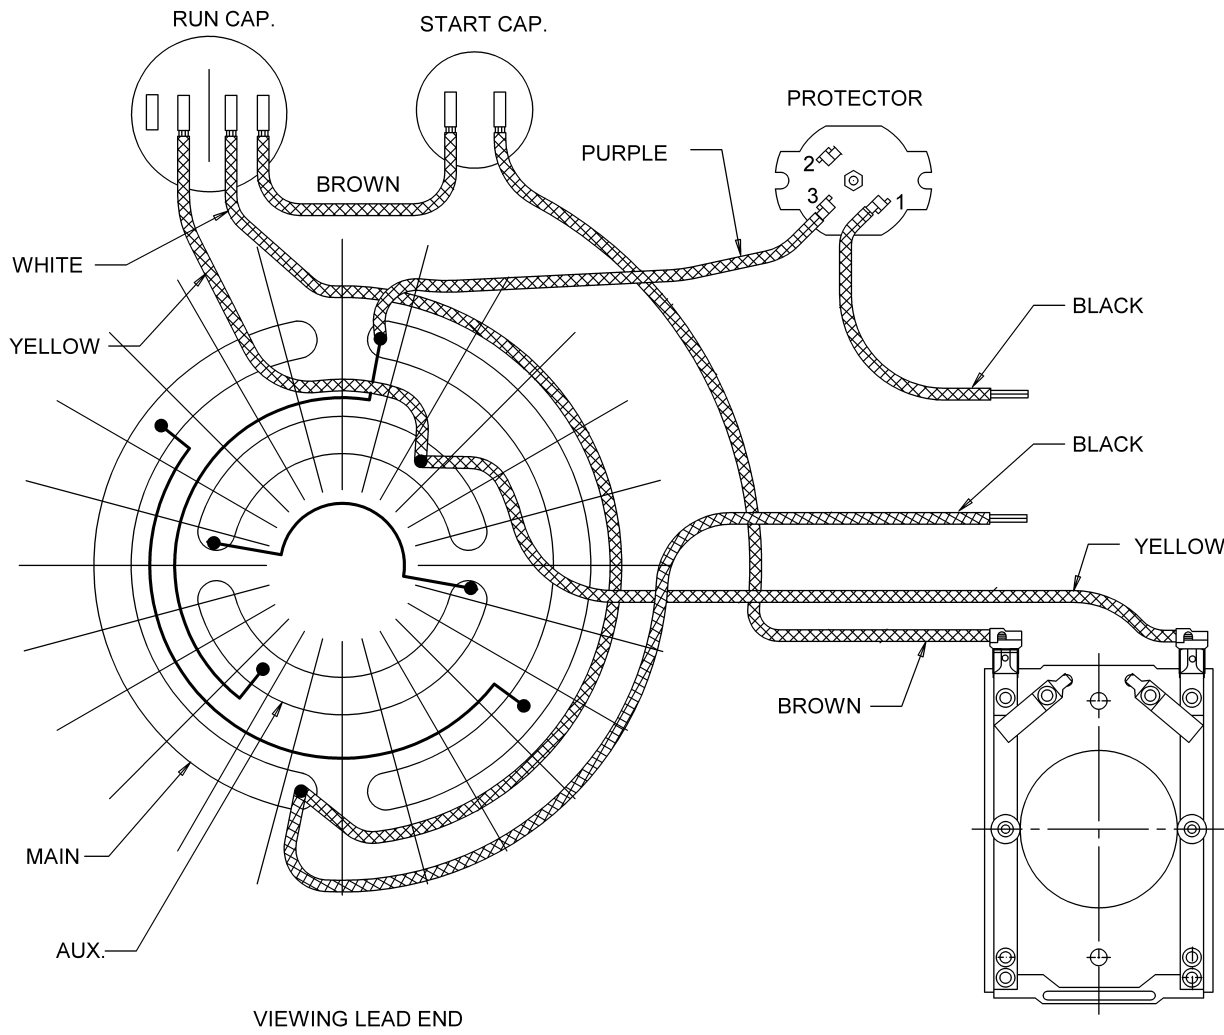 RUN CAP.
START CAP.
PROTECTOR
PURPLE
2
BROWN
3
1
WHITE
BLACK
YELLOW
BLACK
YELLOW
BROWN
MAIN
AUX.
VIEWING LEAD END